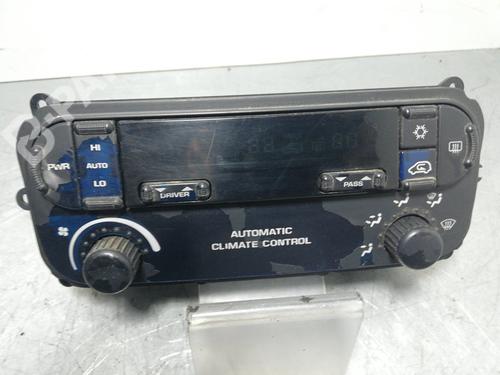 HI
PWR
AUTO
LO
DRIVER
PASS
AUTOMATIC
CLIMATE CONTROL